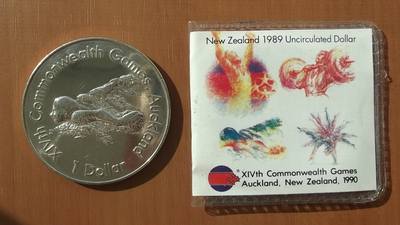 XIVth Commonwealth Games Auckland
1 Dollar
New Zealand 1989 Uncirculated Dollar
XIVth Commonwealth Games
Auckland, New Zealand, 1990